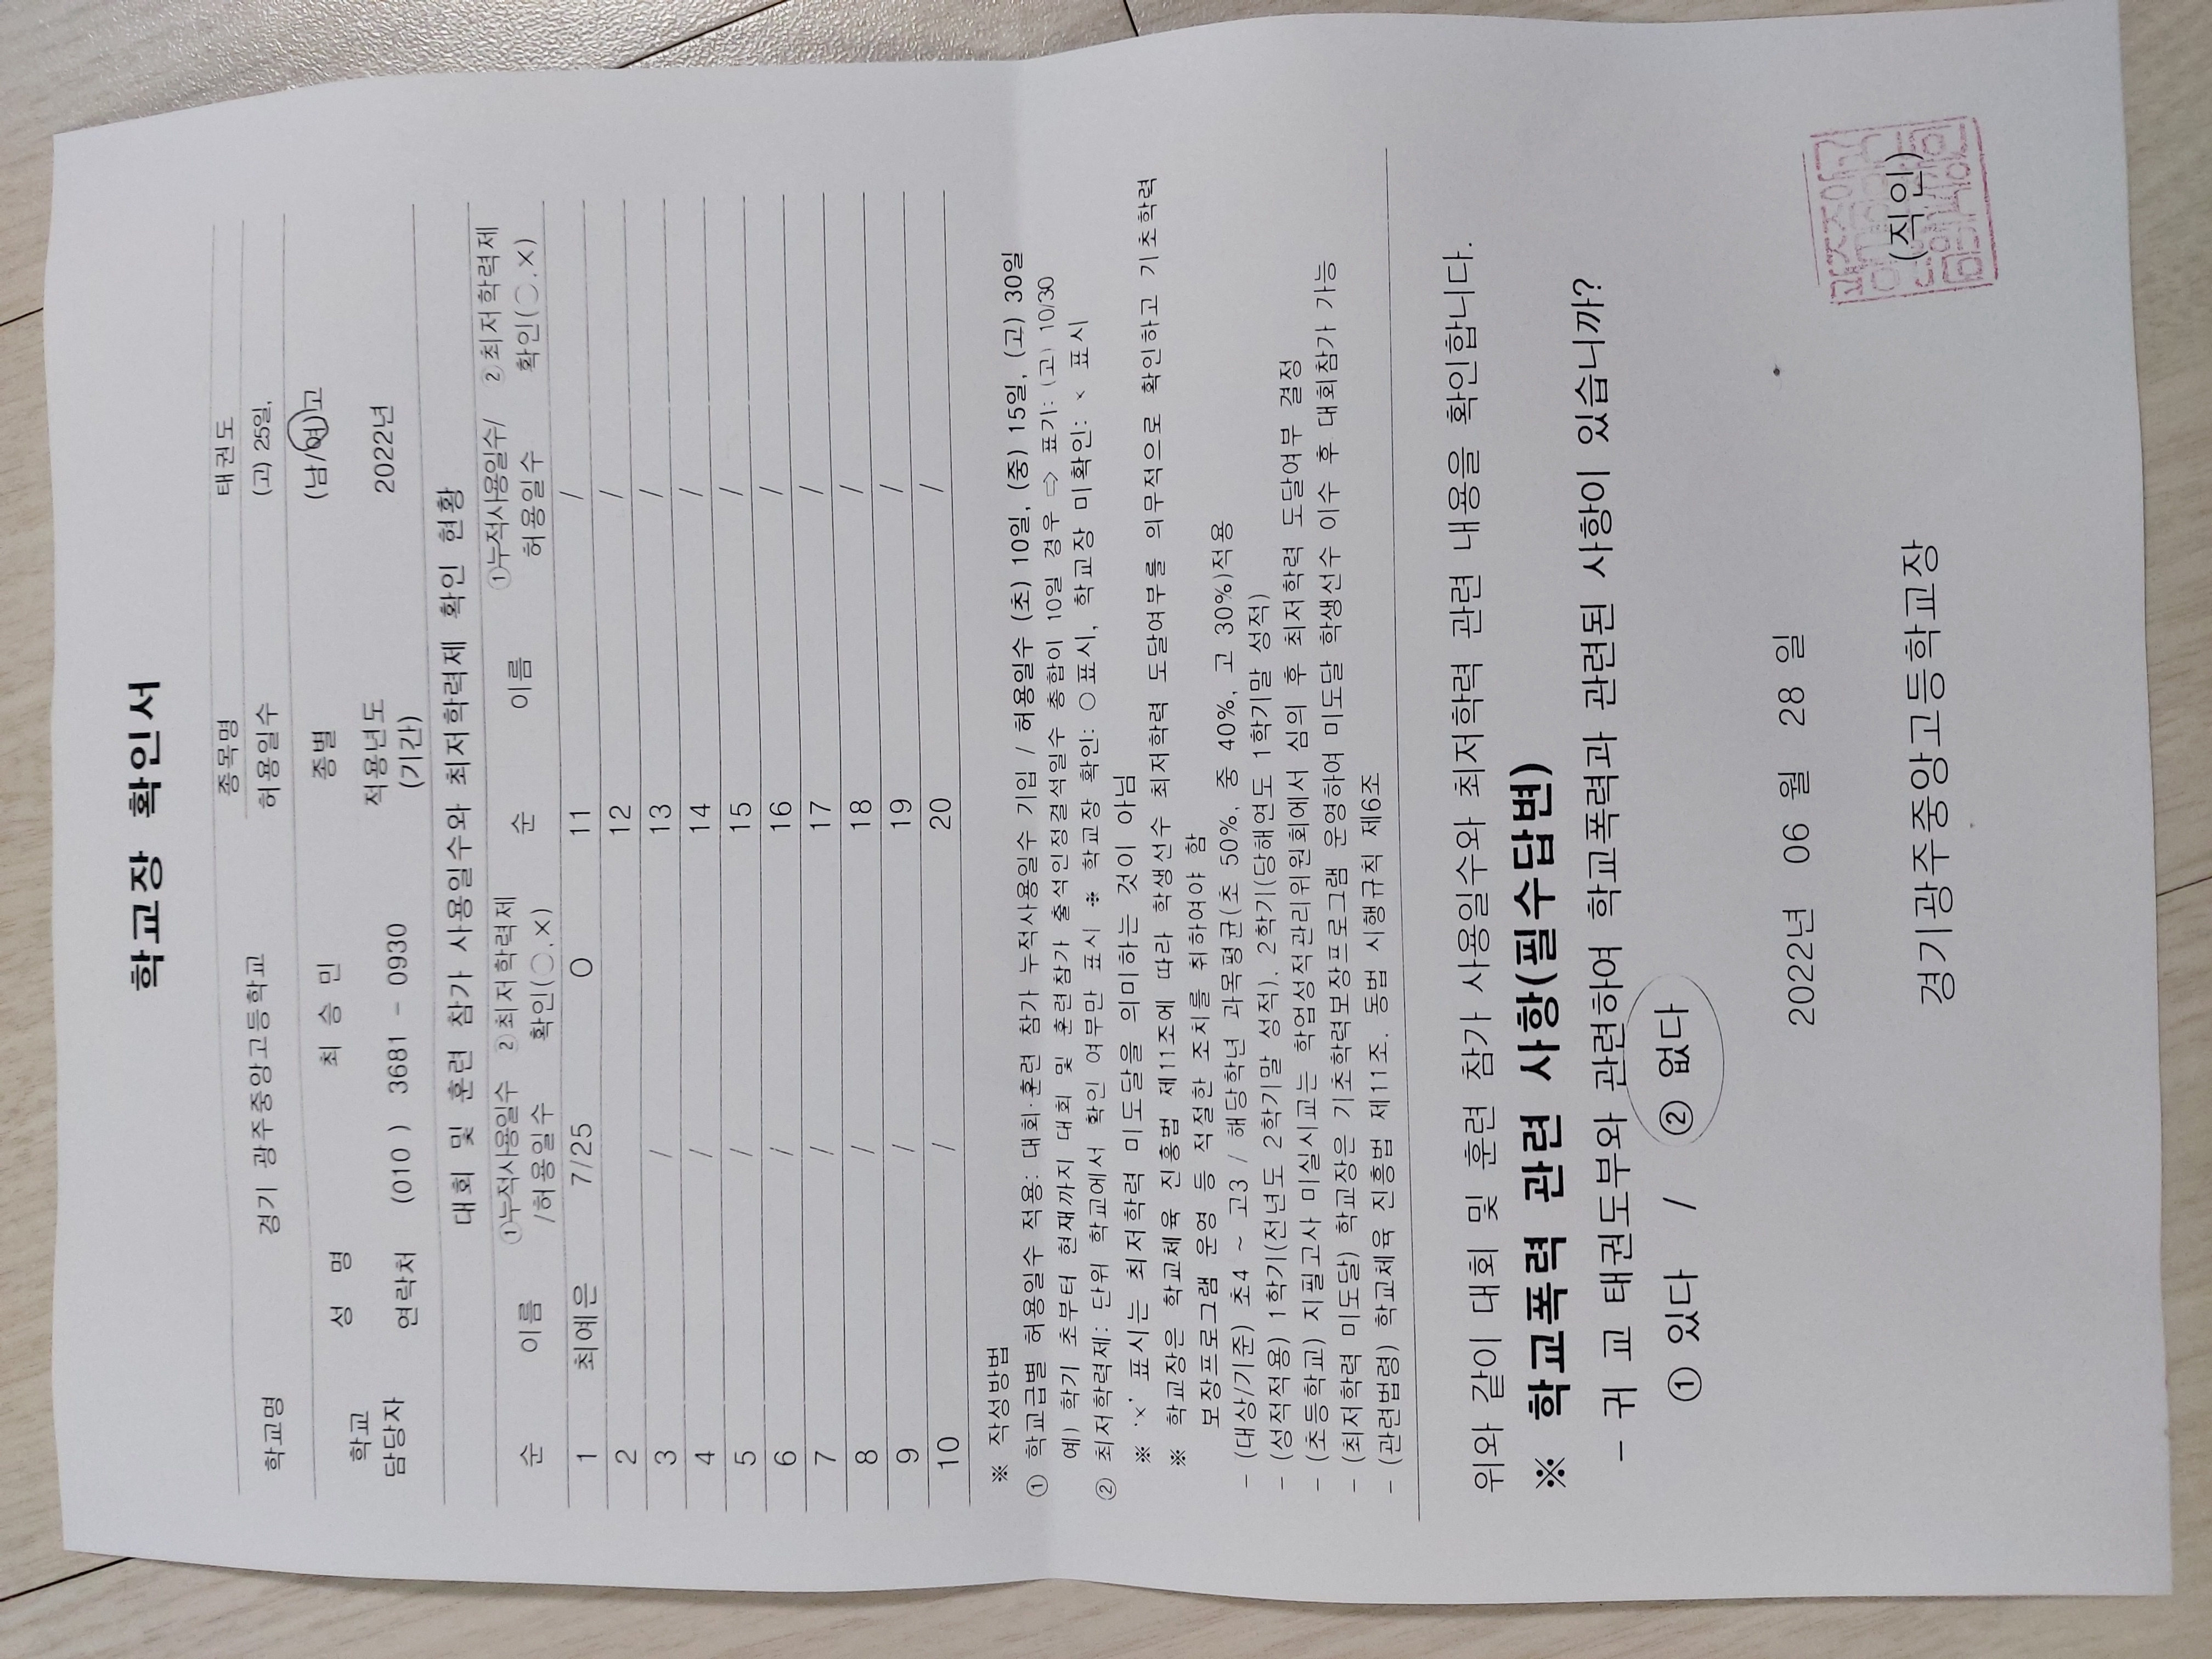 학교장 확인서
학교명 경기 광주중앙고등학교 종목명 태권도
허용일수 (고) 25일,
학교 담당자 성 명 최 승 민 종별 (남/여)고
연락처 (010 ) 3681 - 0930 적용년도 (기간) 2022년
대회 및 훈련 참가 사용일수와 최저학력제 확인 현황
순 이름 ①누적사용일수 /허용일수 ②최저학력제 확인(○.×) 순 이름 ①누적사용일수/ 허용일수 ②최저학력제 확인(○.×)
1 최예은 7/25 ○ 11 /
2 12 /
3 / 13 /
4 / 14 /
5 / 15 /
6 / 16 /
7 / 17 /
8 / 18 /
9 / 19 /
10 / 20 /
※ 작성방법
① 학교급별 허용일수 적용: 대회·훈련 참가 누적사용일수 기입 / 허용일수 (초) 10일, (중) 15일, (고) 30일
예) 학기 초부터 현재까지 대회 및 훈련참가 출석인정결석일수 총합이 10일 경우 ⇨ 표기: (고) 10/30
② 최저학력제: 단위 학교에서 확인 여부만 표시 ※ 학교장 확인: ○ 표시, 학교장 미확인: × 표시
※ '×' 표시는 최저학력 미도달을 의미하는 것이 아님
※ 학교장은 학교체육 진흥법 제11조에 따라 학생선수 최저학력 도달여부를 의무적으로 확인하고 기초학력
보장프로그램 운영 등 적절한 조치를 취하여야 함
- (대상/기준) 초4 ~ 고3 / 해당학년 과목평균(초 50%, 중 40%, 고 30%)적용
- (성적적용) 1학기(전년도 2학기말 성적), 2학기(당해연도 1학기말 성적)
- (초등학교) 지필고사 미실시교는 학업성적관리위원회에서 심의 후 최저학력 도달여부 결정
- (최저학력 미도달) 학교장은 기초학력보장프로그램 운영하여 미도달 학생선수 이수 후 대회참가 가능
- (관련법령) 학교체육 진흥법 제11조, 동법 시행규칙 제6조
위와 같이 대회 및 훈련 참가 사용일수와 최저학력 관련 내용을 확인합니다.
※ 학교폭력 관련 사항(필수답변)
- 귀 교 태권도부와 관련하여 학교폭력과 관련된 사항이 있습니까?
① 있다 / ② 없다
2022년 06 월 28 일
경기광주중앙고등학교장 (직인)